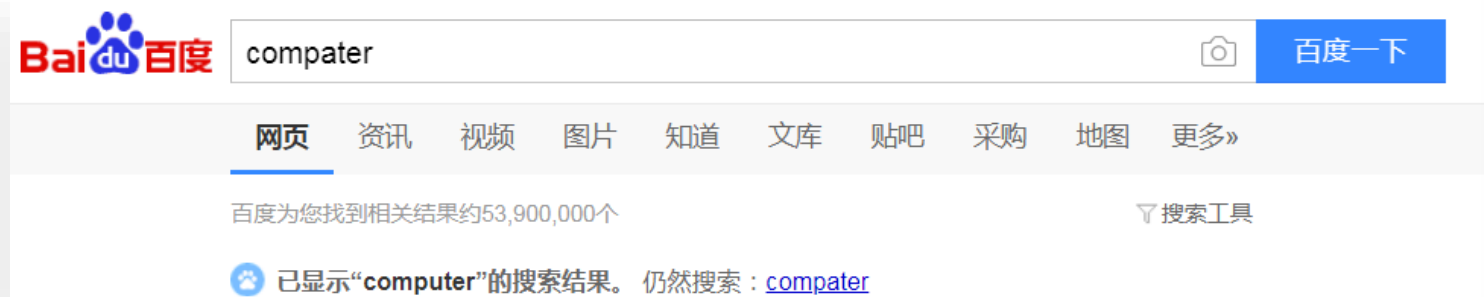 Bai du 百度 compater 百度一下
网页 资讯 视频 图片 知道 文库 贴吧 采购 地图 更多»
百度为您找到相关结果约53,900,000个 搜索工具
已显示“computer”的搜索结果。 仍然搜索：compater